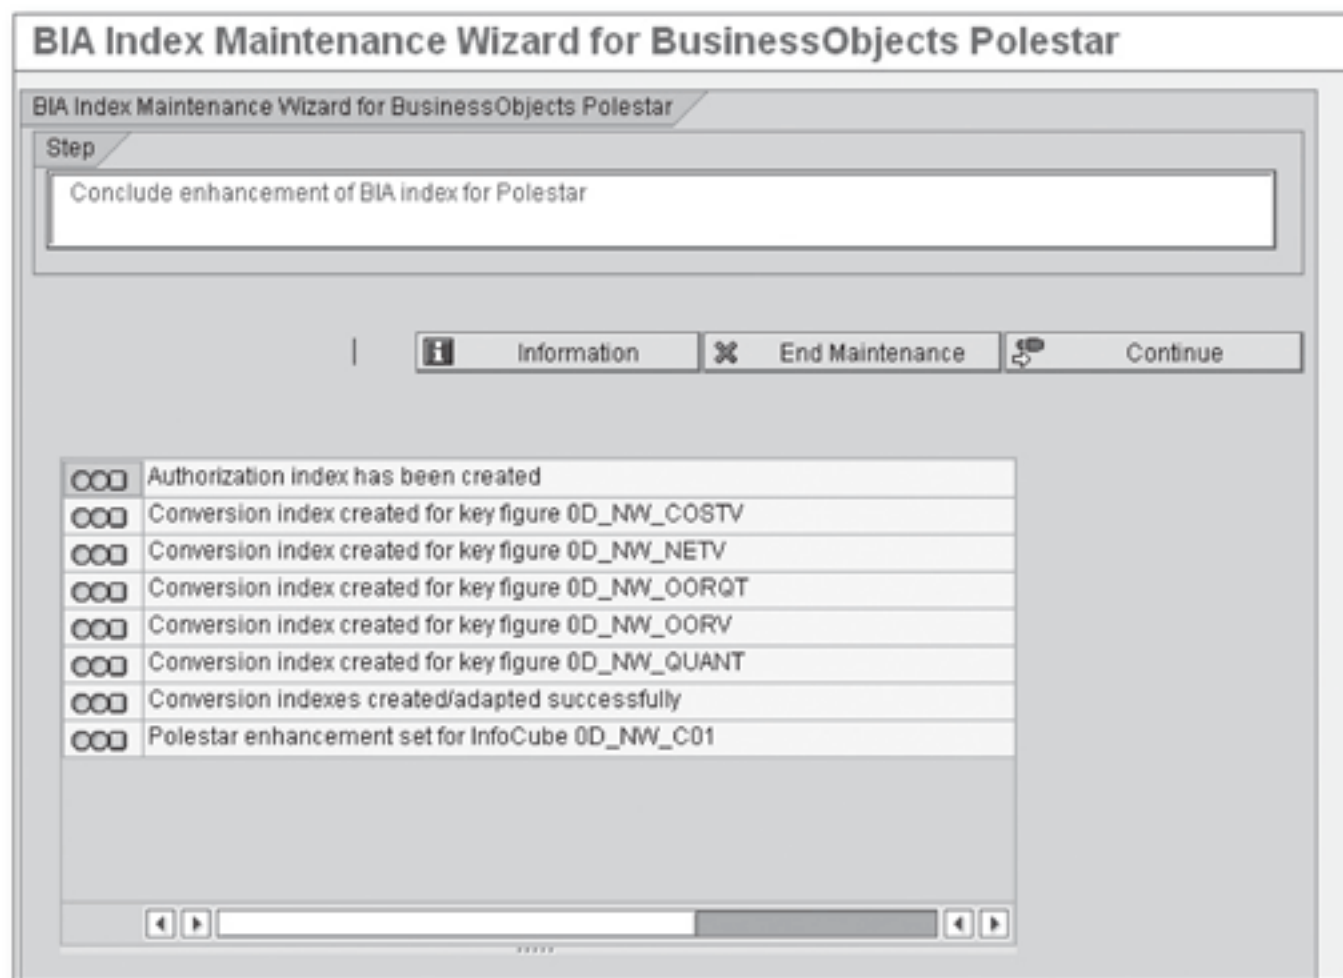 BIA Index Maintenance Wizard for BusinessObjects Polestar
BIA Index Maintenance Wizard for BusinessObjects Polestar
Step
Conclude enhancement of BIA index for Polestar
Information
End Maintenance
Continue
Authorization index has been created
Conversion index created for key figure 0D_NW_COSTV
Conversion index created for key figure 0D_NW_NETV
Conversion index created for key figure 0D_NW_OORQT
Conversion index created for key figure 0D_NW_OORV
Conversion index created for key figure 0D_NW_QUANT
Conversion indexes created/adapted successfully
Polestar enhancement set for InfoCube 0D_NW_C01